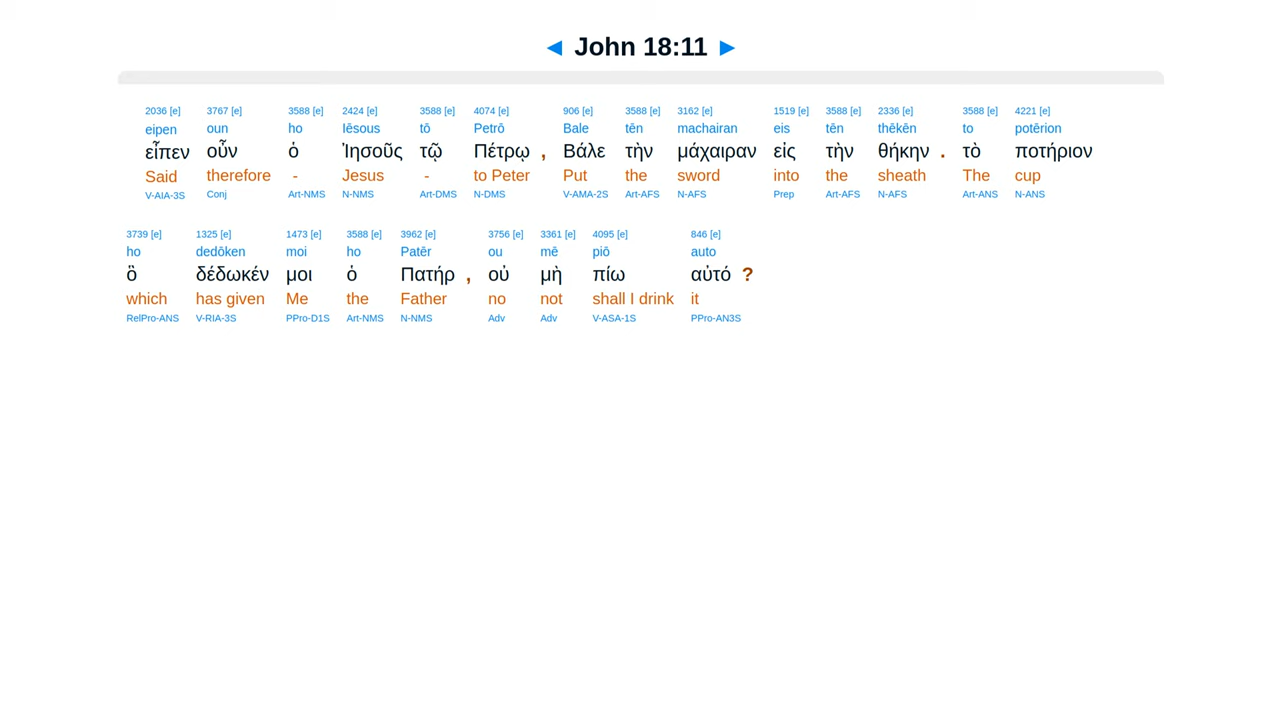 ◄ John 18:11 ►
2036 [e] 3767 [e] 3588 [e] 2424 [e] 3588 [e] 4074 [e] 906 [e] 3588 [e] 3162 [e] 1519 [e] 3588 [e] 2336 [e] 3588 [e] 4221 [e]
eipen oun ho Iēsous tō Petrō Bale tēn machairan eis tēn thēkēn to potērion
εἶπεν οὖν ὁ Ἰησοῦς τῷ Πέτρῳ , Βάλε τὴν μάχαιραν εἰς τὴν θήκην . τὸ ποτήριον
Said therefore - Jesus - to Peter Put the sword into the sheath The cup
V-AIA-3S Conj Art-NMS N-NMS Art-DMS N-DMS V-AMA-2S Art-AFS N-AFS Prep Art-AFS N-AFS Art-ANS N-ANS
3739 [e] 1325 [e] 1473 [e] 3588 [e] 3962 [e] 3756 [e] 3361 [e] 4095 [e] 846 [e]
ho dedōken moi ho Patēr ou mē piō auto
ὃ δέδωκέν μοι ὁ Πατήρ , οὐ μὴ πίω αὐτό ?
which has given Me the Father no not shall I drink it
RelPro-ANS V-RIA-3S PPro-D1S Art-NMS N-NMS Adv Adv V-ASA-1S PPro-AN3S